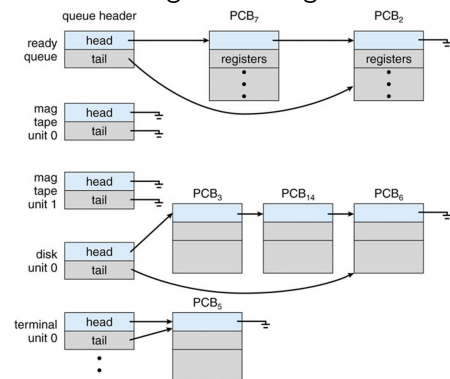 queue header PCB7 PCB2
ready queue
head
tail
registers registers
mag tape unit 0
head
tail
mag tape unit 1
head
tail
PCB3 PCB14 PCB6
disk unit 0
head
tail
PCB5
terminal unit 0
head
tail